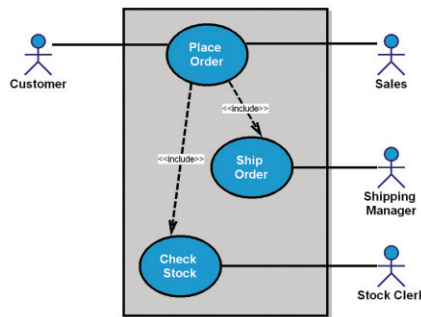 Place
Order
Customer
Sales
<<include>>
<<include>>
Ship
Order
Shipping
Manager
Check
Stock
Stock Clerl